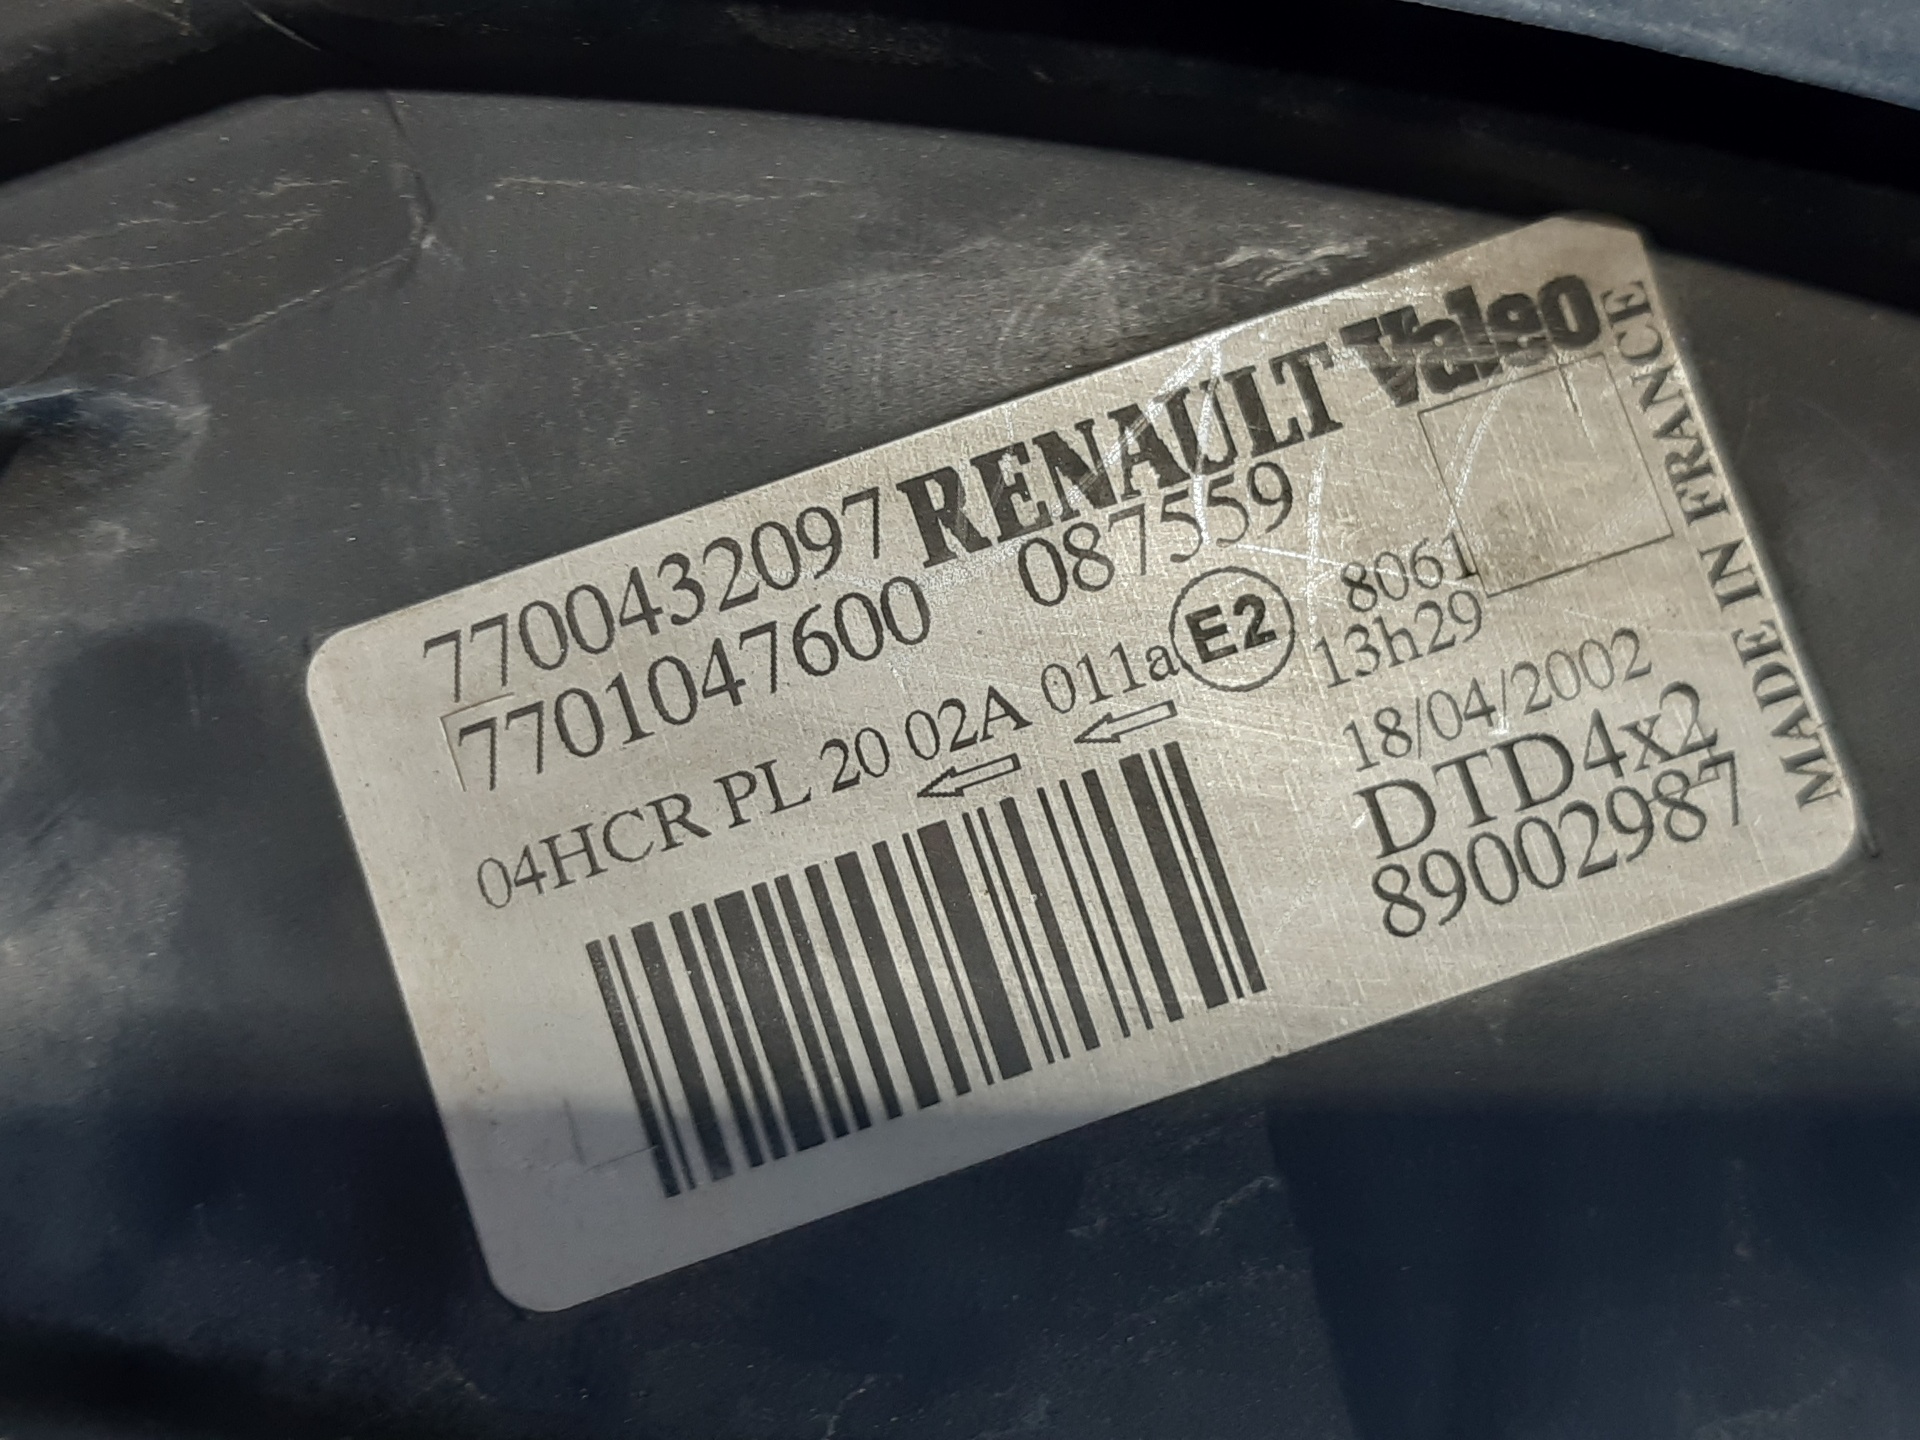 7700432097 RENAULT Valeo
7701047600 087559
04HCR PL 20 02A 011a E2
8061
13h29
18/04/2002
DTD4x2
89002987
MADE IN FRANCE